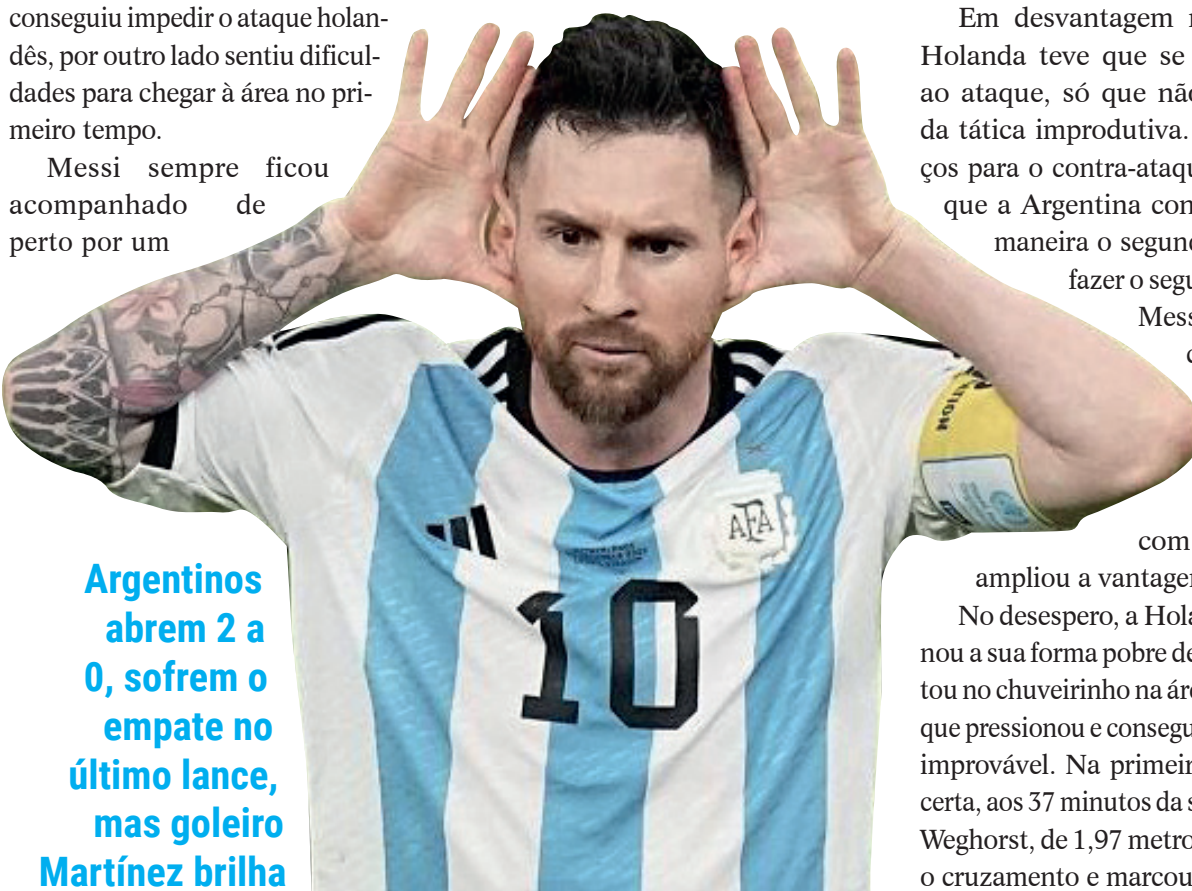 conseguiu impedir o ataque holan-
dês, por outro lado sentiu dificul-
dades para chegar à área no pri-
meiro tempo.
Messi sempre ficou
acompanhado de
perto por um
Argentinos
abrem 2 a
0, sofrem o
empate no
último lance,
mas goleiro
Martínez brilha
AFA
10
Em desvantagem
Holanda teve que se
ao ataque, só que não
da tática improdutiva.
ços para o contra-ataqu
que a Argentina con
maneira o segund
fazer o segu
Mess
com
ampliou a vantagem
No desespero, a Hola
nou a sua forma pobre de
tou no chuveirinho na áre
que pressionou e consegu
improvável. Na primeir
certa, aos 37 minutos da s
Weghorst, de 1,97 metro
o cruzamento e marcou